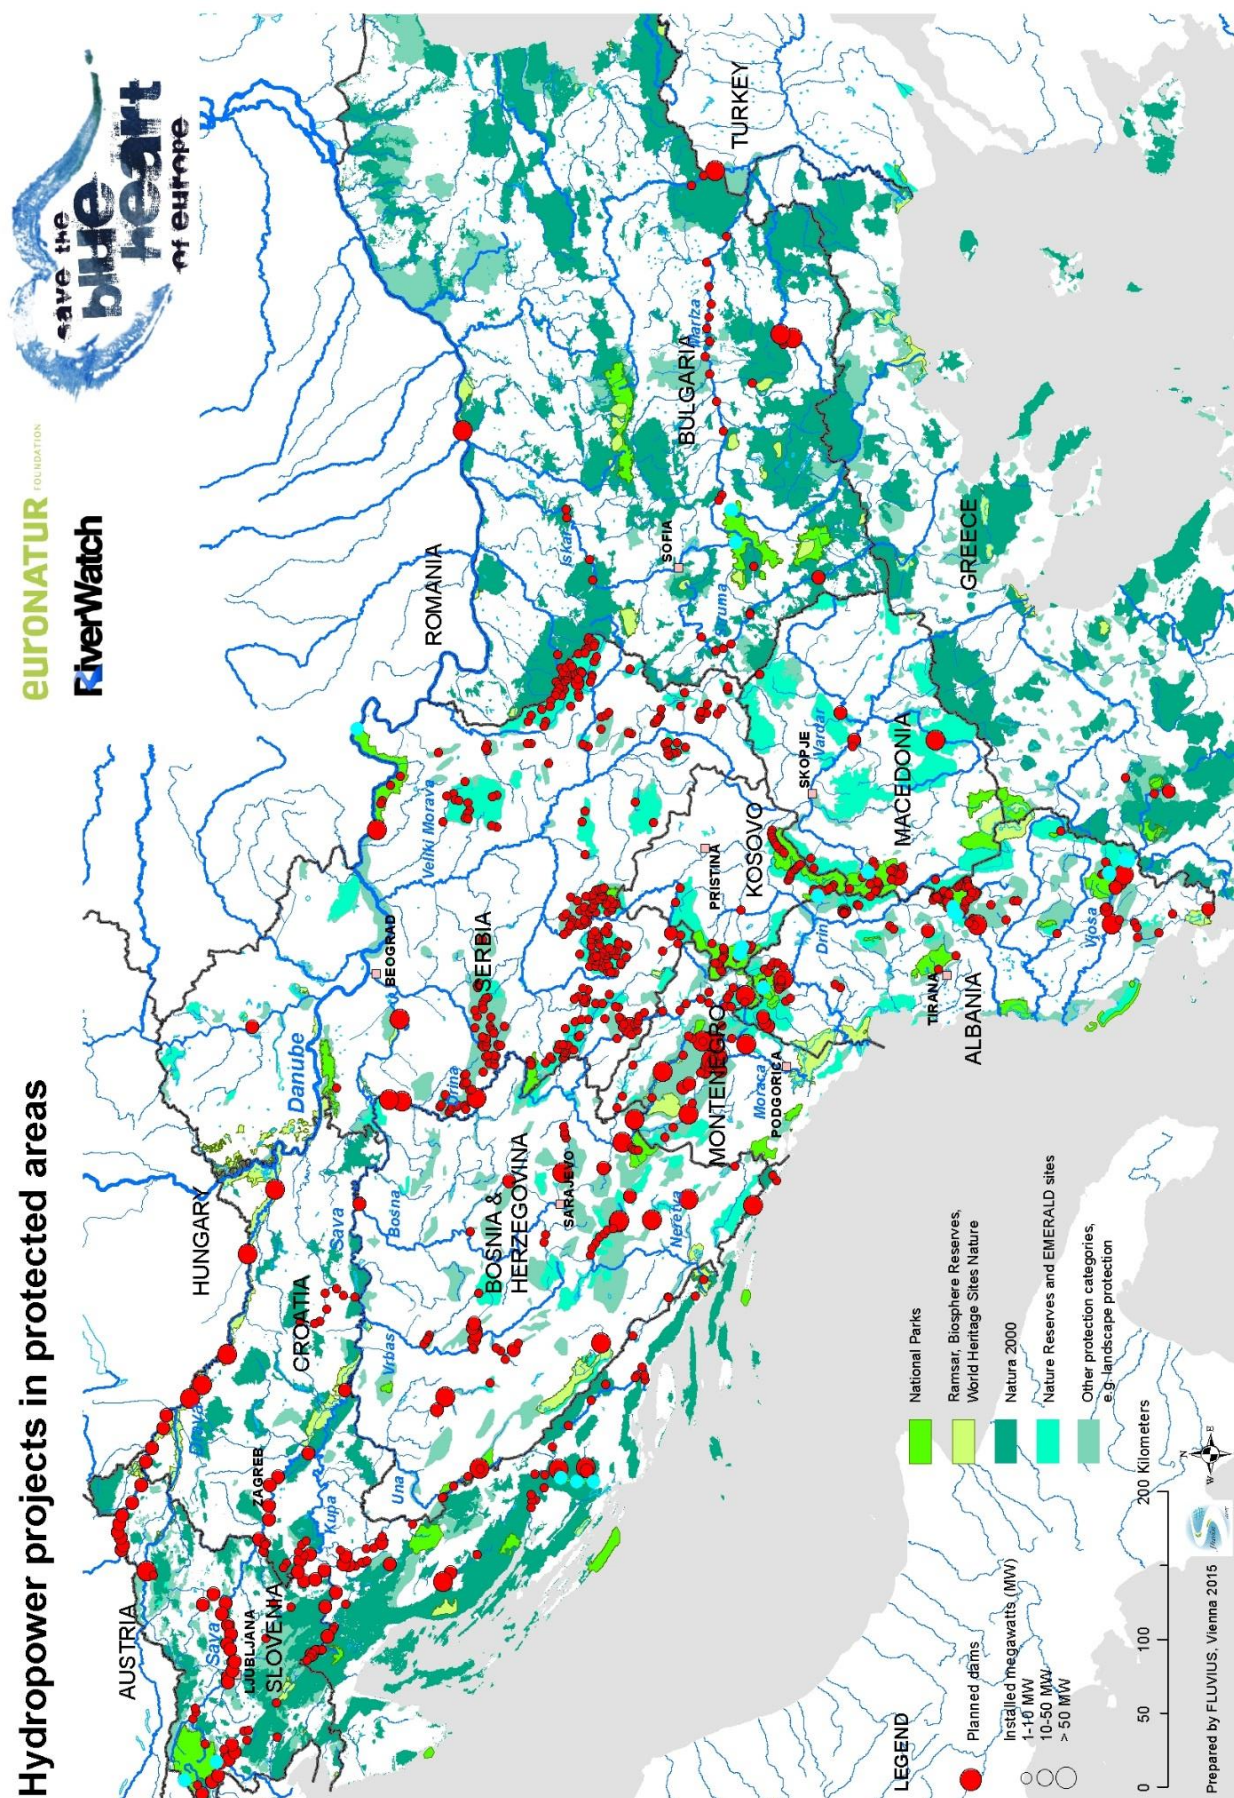 Hydropower projects in protected areas
euronatur
FOUNDATION
RiverWatch
save the
blue
heart
of europe
AUSTRIA
HUNGARY
ROMANIA
Sava
LJUBLJANA
SLOVENIA
Drava
ZAGREB
Kupa
CROATIA
Sava
Danube
Una
Vrbas
Bosna
BEOGRAD
Veliki Morava
Drina
SERBIA
BOSNIA &
HERZEGOVINA
SARAJEVO
Neretva
MONTENEGRO
Moraca
PODGORICA
PRISTINA
KOSOVO
Iskar
SOFIA
Struma
BULGARIA
Mariza
TURKEY
SKOPJE
Vardar
MACEDONIA
Drini
TIRANA
ALBANIA
Vjosa
GREECE
LEGEND
Planned dams
Installed megawatts (MW)
1-10 MW
10-50 MW
> 50 MW
National Parks
Ramsar, Biosphere Reserves,
World Heritage Sites Nature
Natura 2000
Nature Reserves and EMERALD sites
Other protection categories,
e.g. landscape protection
0 50 100 200 Kilometers
N
W E
S
Prepared by FLUVIUS, Vienna 2015